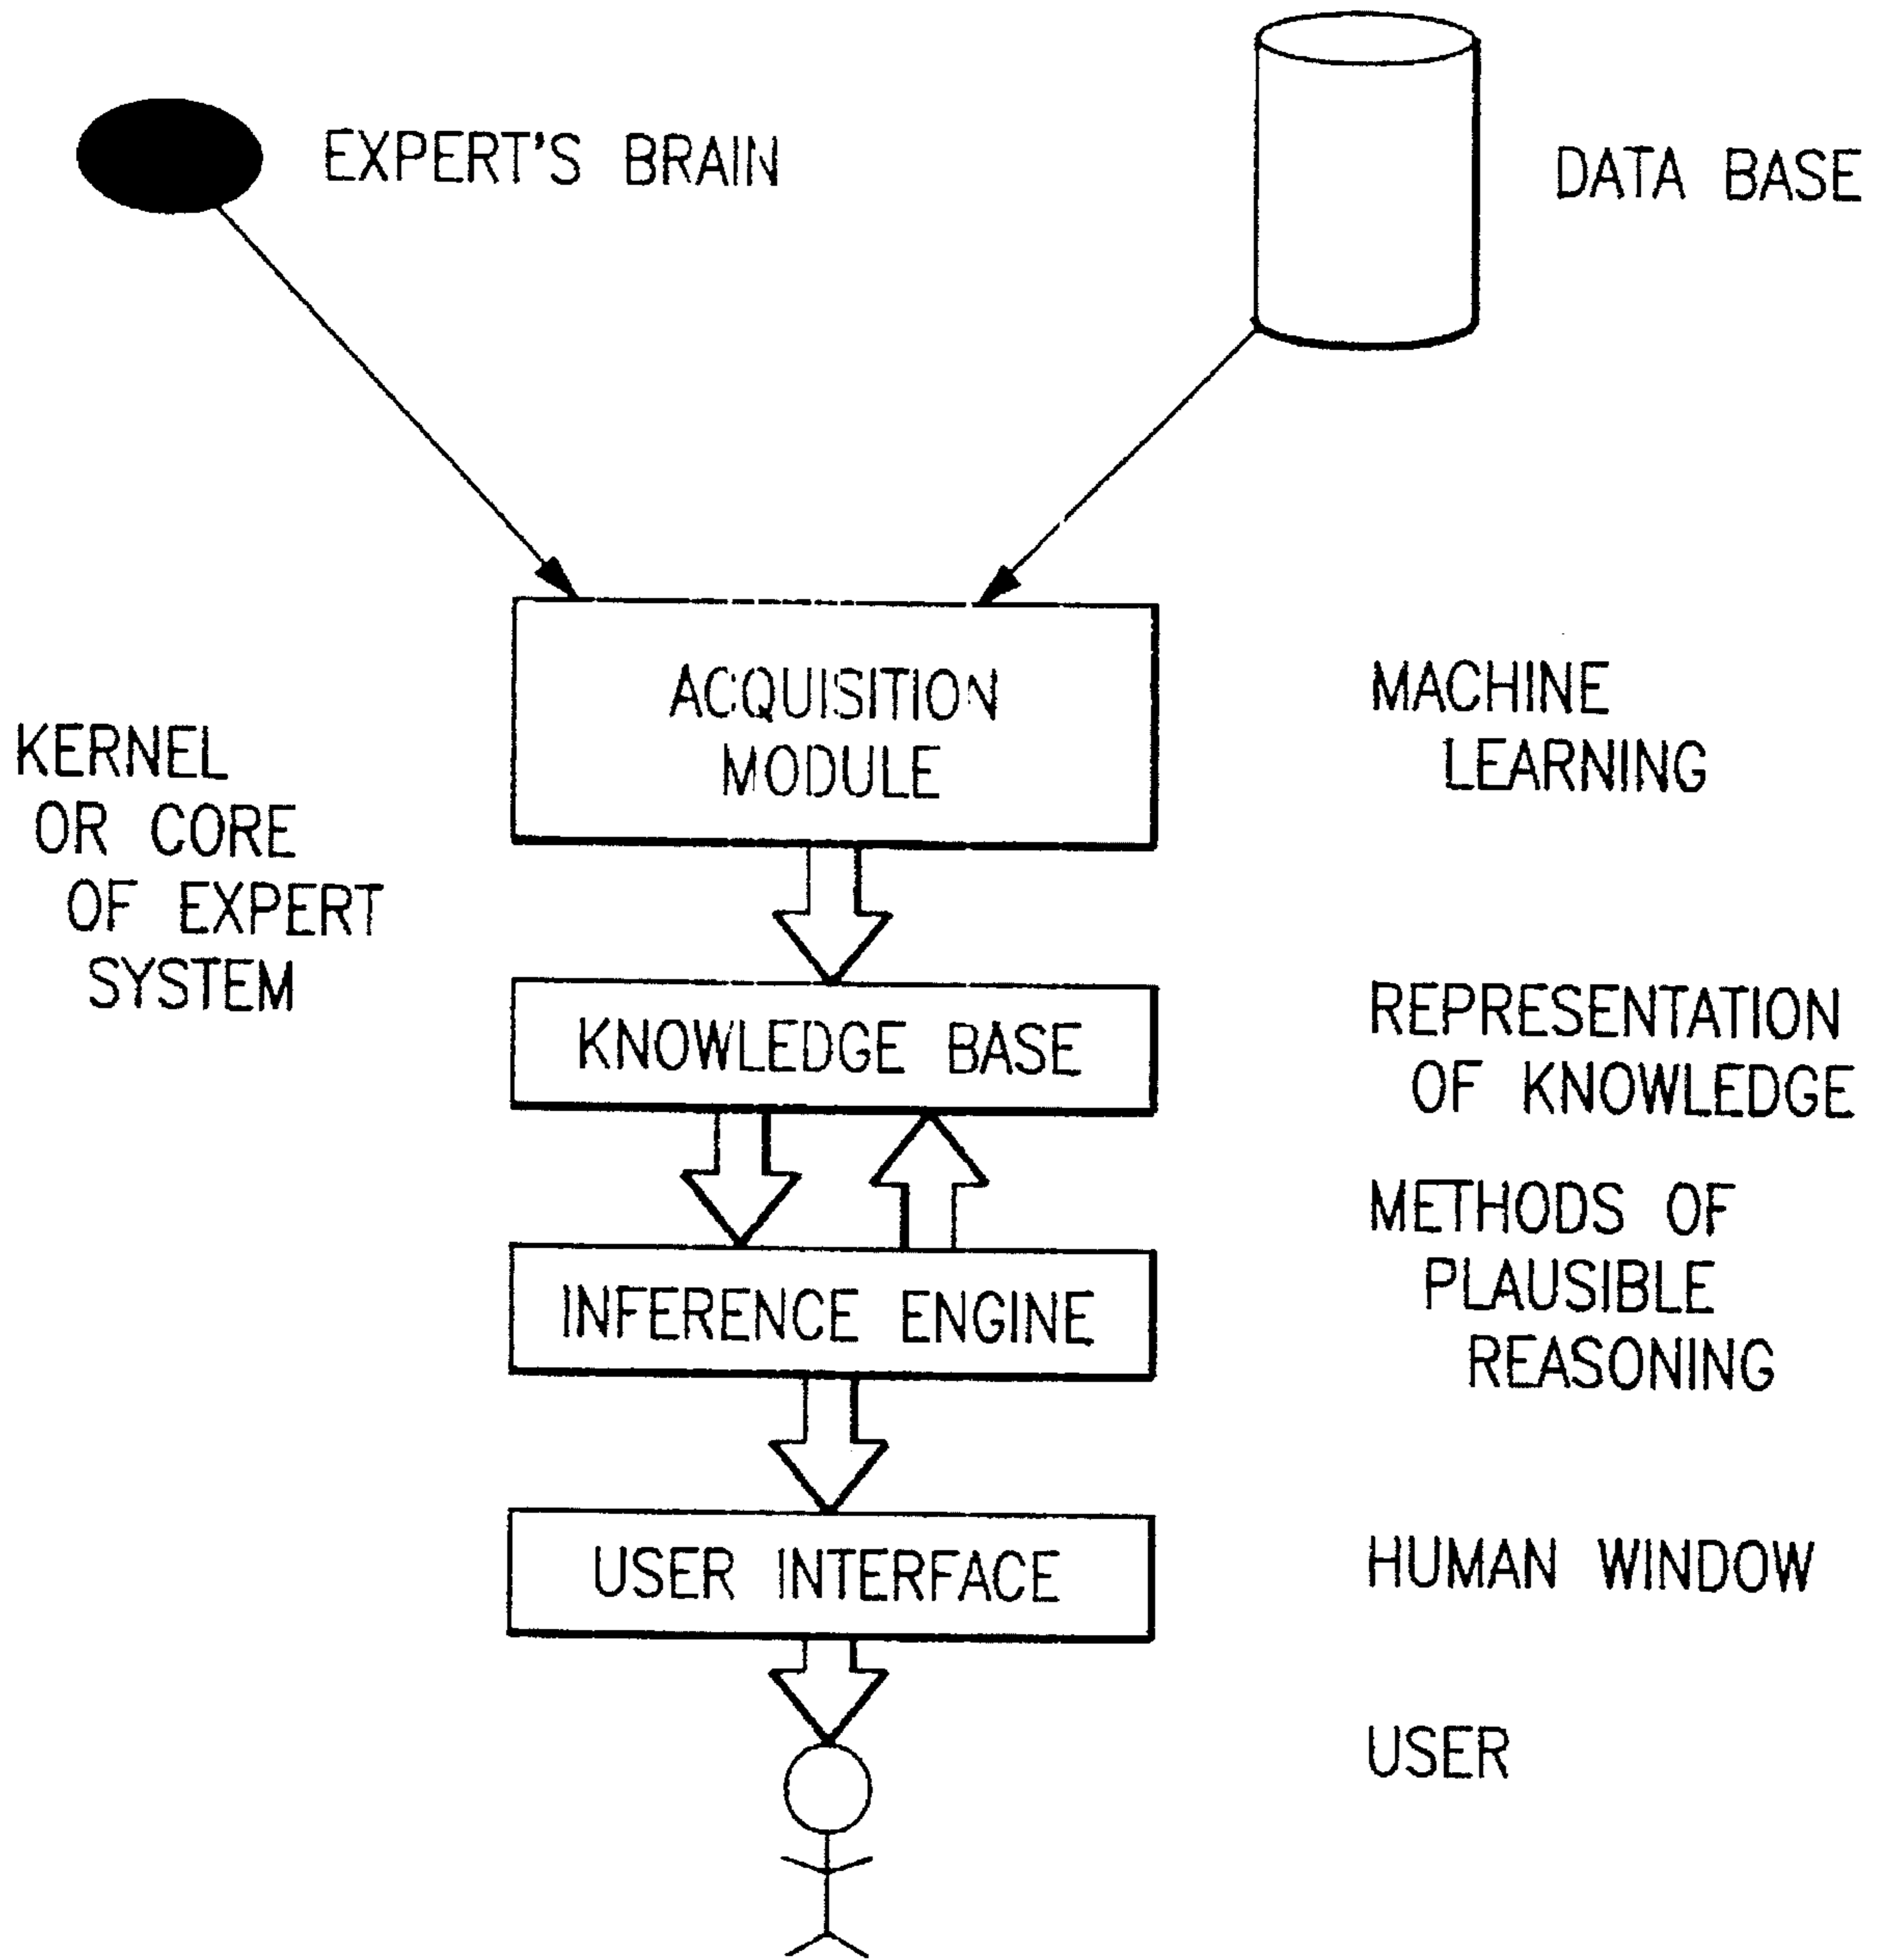 EXPERT'S BRAIN
DATA BASE
KERNEL
OR CORE
OF EXPERT
SYSTEM
ACQUISITION
MODULE
MACHINE
LEARNING
KNOWLEDGE BASE
REPRESENTATION
OF KNOWLEDGE
INFERENCE ENGINE
METHODS OF
PLAUSIBLE
REASONING
USER INTERFACE
HUMAN WINDOW
USER